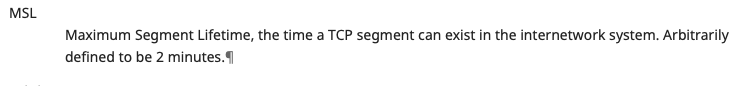 MSL
Maximum Segment Lifetime, the time a TCP segment can exist in the internetwork system. Arbitrarily
defined to be 2 minutes.¶